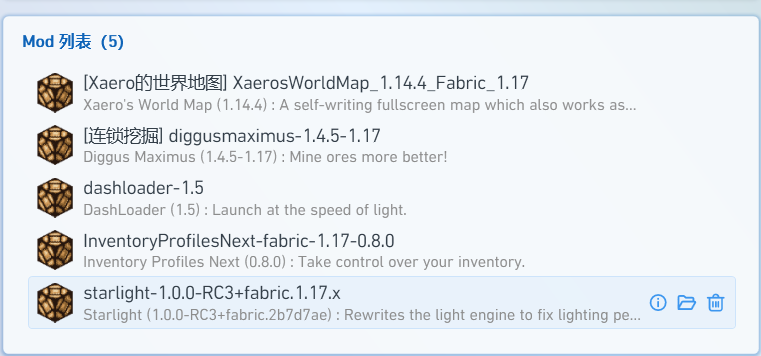 Mod 列表（5）
[Xaero的世界地图] XaerosWorldMap_1.14.4_Fabric_1.17
Xaero's World Map (1.14.4) : A self-writing fullscreen map which also works as...
[连锁挖掘] diggusmaximus-1.4.5-1.17
Diggus Maximus (1.4.5-1.17) : Mine ores more better!
dashloader-1.5
DashLoader (1.5) : Launch at the speed of light.
InventoryProfilesNext-fabric-1.17-0.8.0
Inventory Profiles Next (0.8.0) : Take control over your inventory.
starlight-1.0.0-RC3+fabric.1.17.x
Starlight (1.0.0-RC3+fabric.2b7d7ae) : Rewrites the light engine to fix lighting pe...